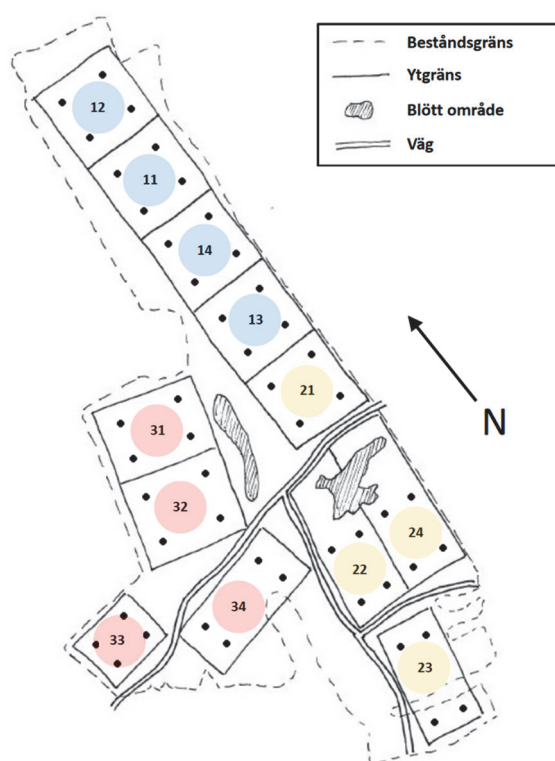 Beståndsgräns
Ytgräns
Blött område
Väg
12
11
14
13
21
N
31
32
24
22
34
33
23